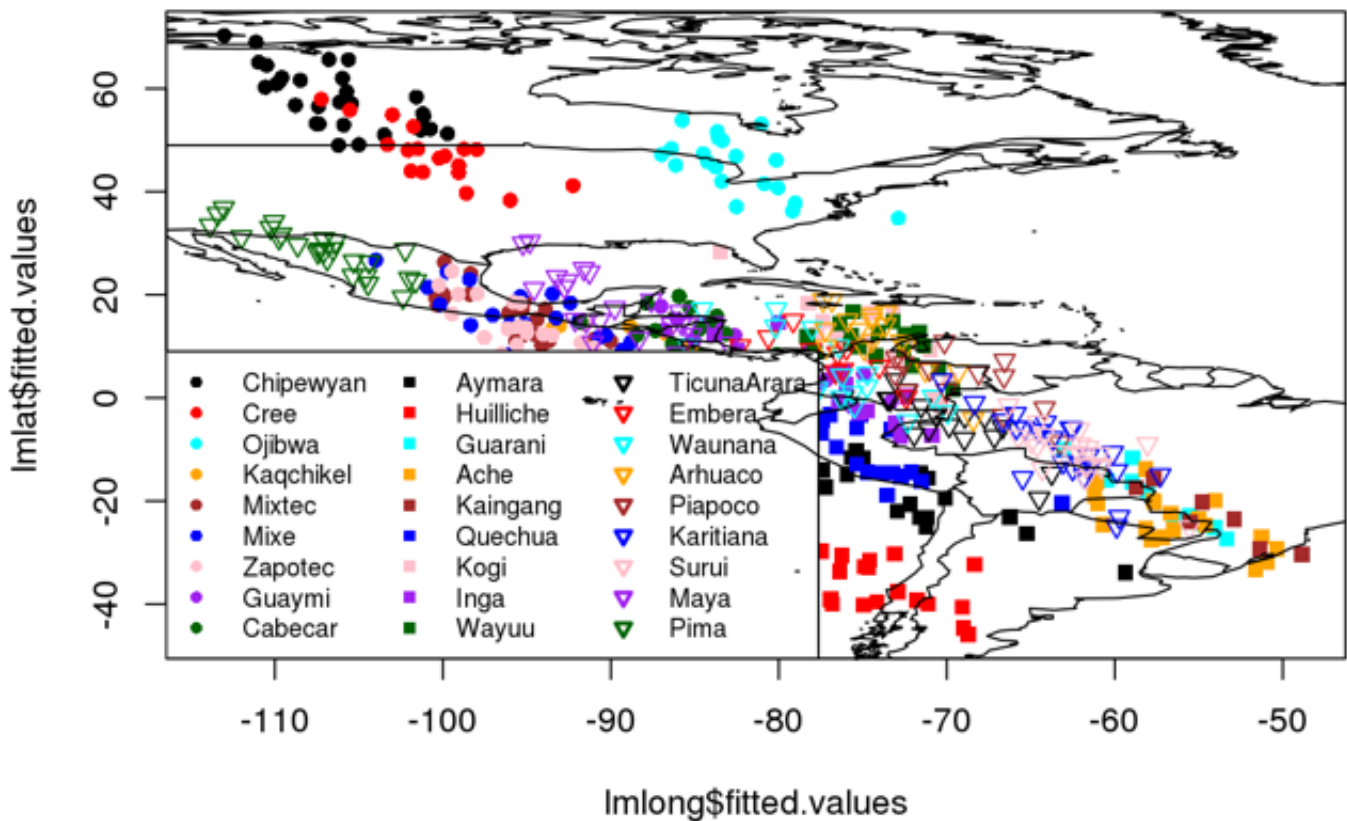 lmlat$fitted.values
60
40
20
0
-20
-40
Chipewyan Aymara TicunaArara
Cree Huilliche Embera
Ojibwa Guarani Waunana
Kaqchikel Ache Arhuaco
Mixtec Kaingang Piapoco
Mixe Quechua Karitiana
Zapotec Kogi Surui
Guaymi Inga Maya
Cabecar Wayuu Pima
-110 -100 -90 -80 -70 -60 -50
lmlong$fitted.values